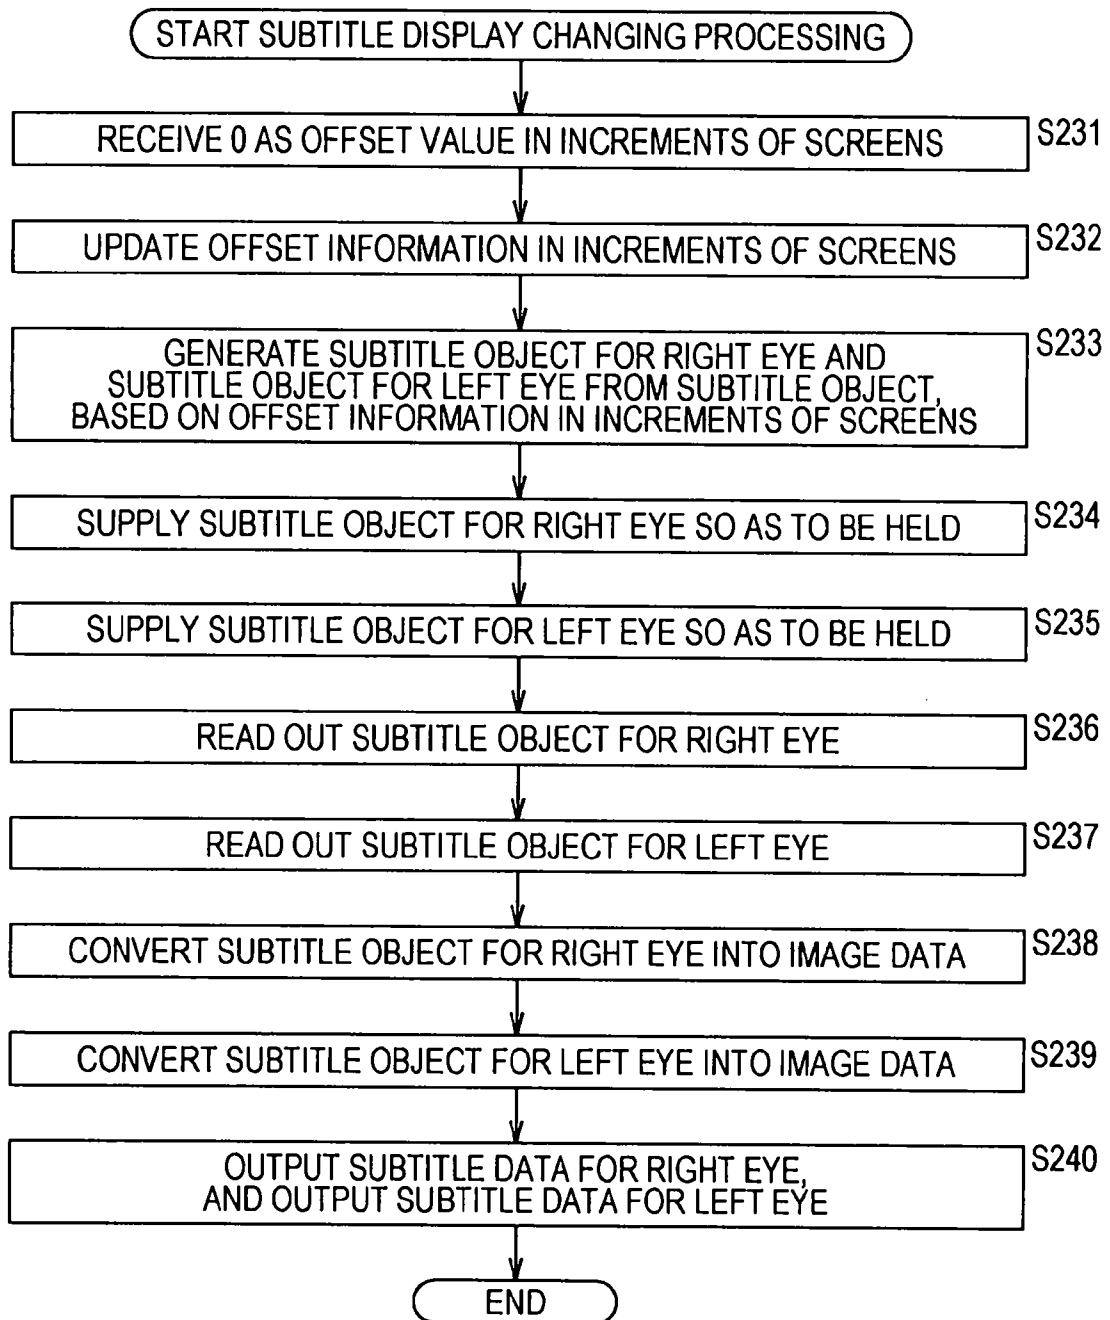 START SUBTITLE DISPLAY CHANGING PROCESSING
RECEIVE 0 AS OFFSET VALUE IN INCREMENTS OF SCREENS
S231
UPDATE OFFSET INFORMATION IN INCREMENTS OF SCREENS
S232
GENERATE SUBTITLE OBJECT FOR RIGHT EYE AND
SUBTITLE OBJECT FOR LEFT EYE FROM SUBTITLE OBJECT,
BASED ON OFFSET INFORMATION IN INCREMENTS OF SCREENS
S233
SUPPLY SUBTITLE OBJECT FOR RIGHT EYE SO AS TO BE HELD
S234
SUPPLY SUBTITLE OBJECT FOR LEFT EYE SO AS TO BE HELD
S235
READ OUT SUBTITLE OBJECT FOR RIGHT EYE
S236
READ OUT SUBTITLE OBJECT FOR LEFT EYE
S237
CONVERT SUBTITLE OBJECT FOR RIGHT EYE INTO IMAGE DATA
S238
CONVERT SUBTITLE OBJECT FOR LEFT EYE INTO IMAGE DATA
S239
OUTPUT SUBTITLE DATA FOR RIGHT EYE,
AND OUTPUT SUBTITLE DATA FOR LEFT EYE
S240
END